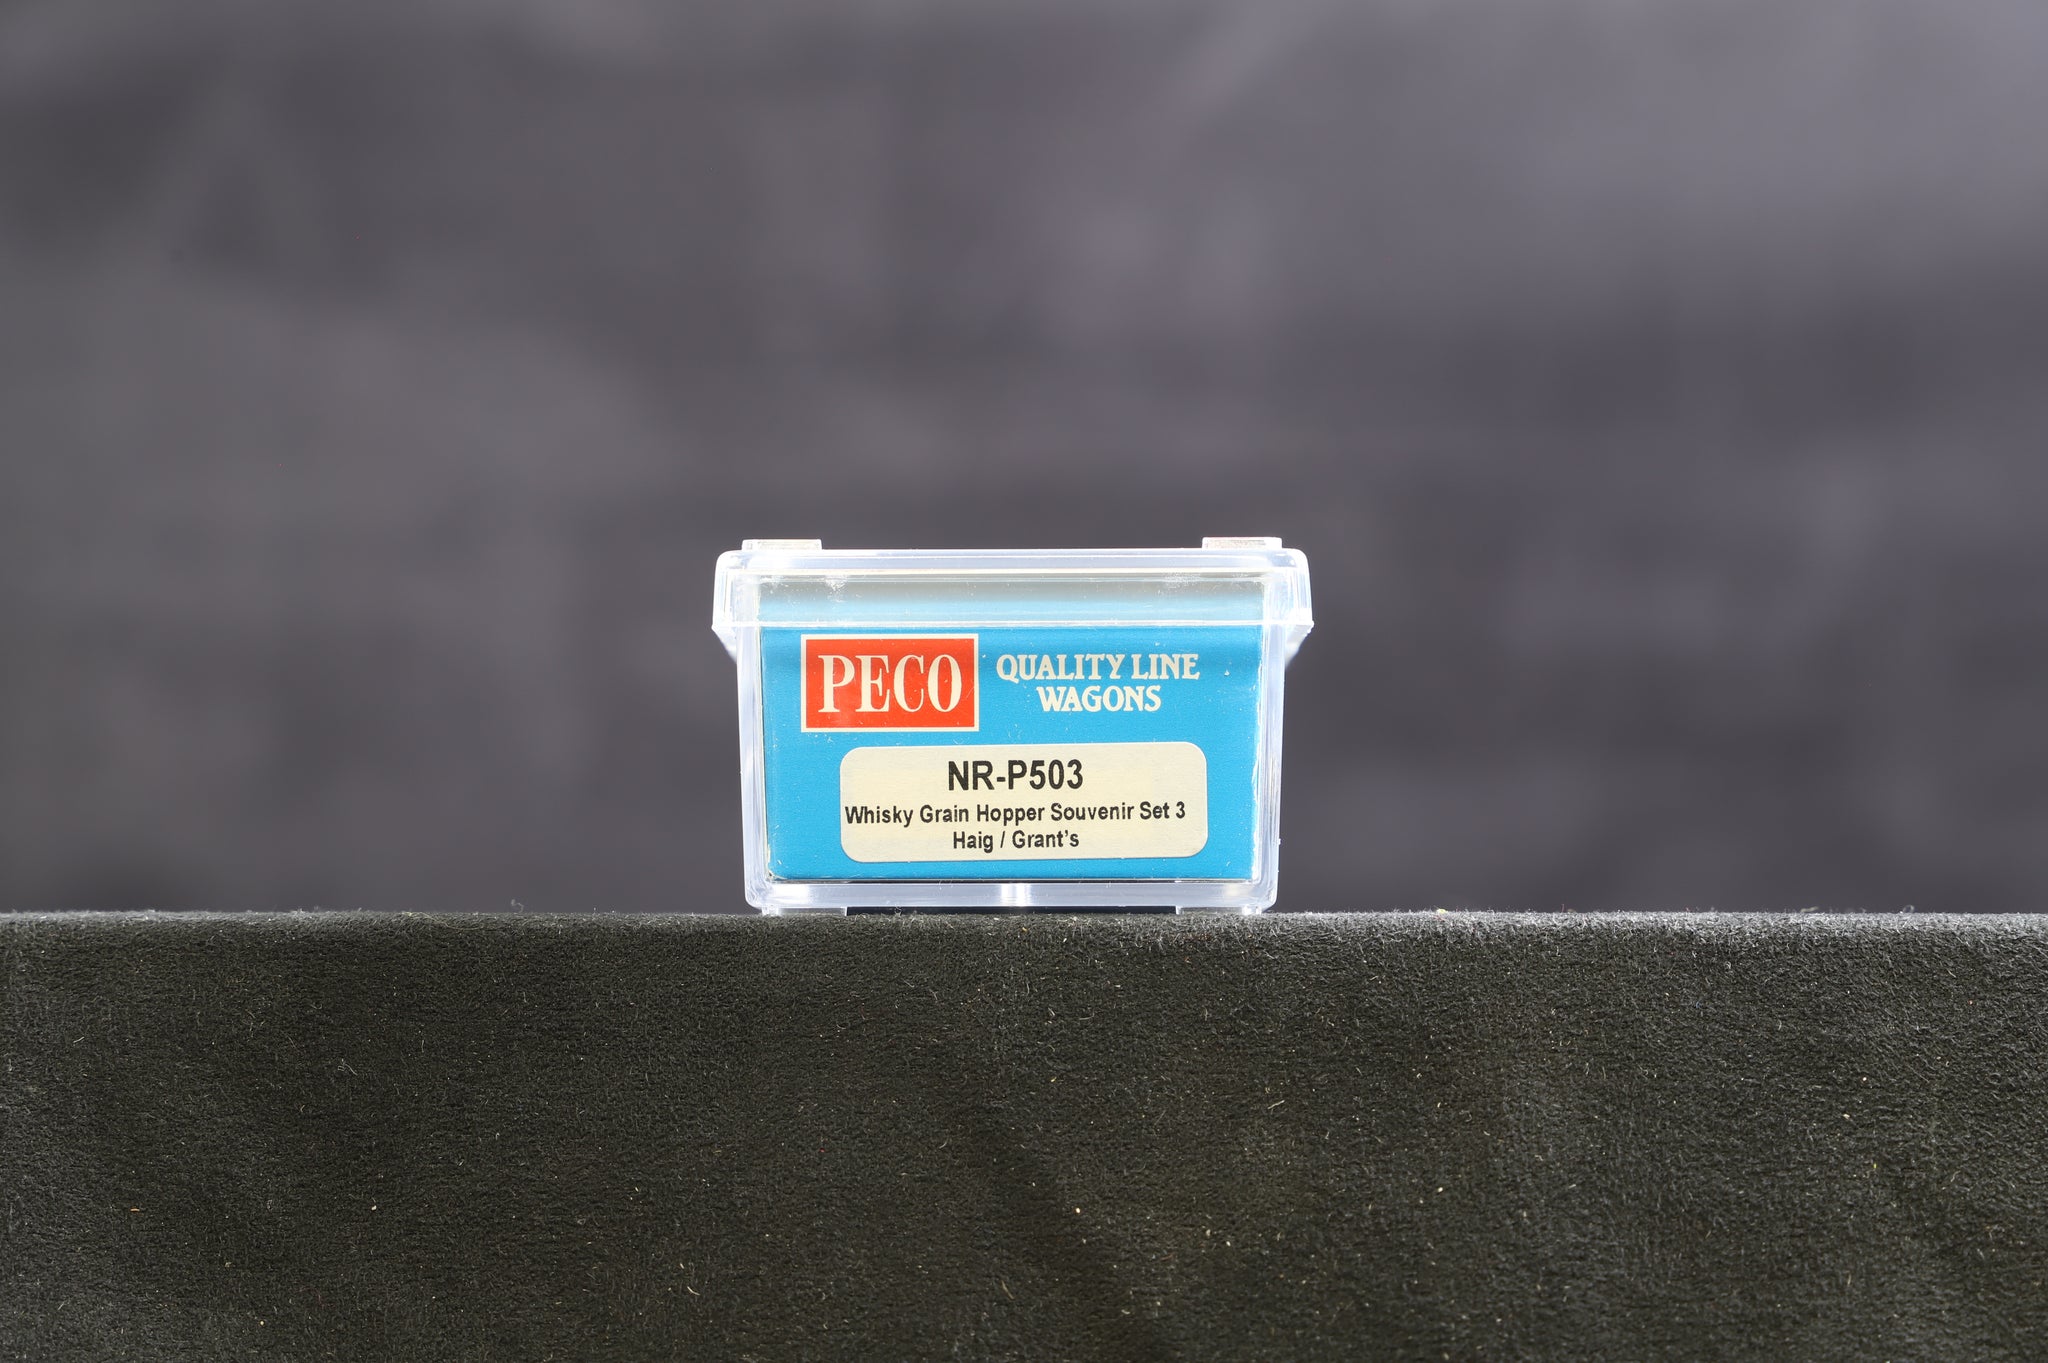 PECO
QUALITY LINE
WAGONS
NR-P503
Whisky Grain Hopper Souvenir Set 3
Haig / Grant's